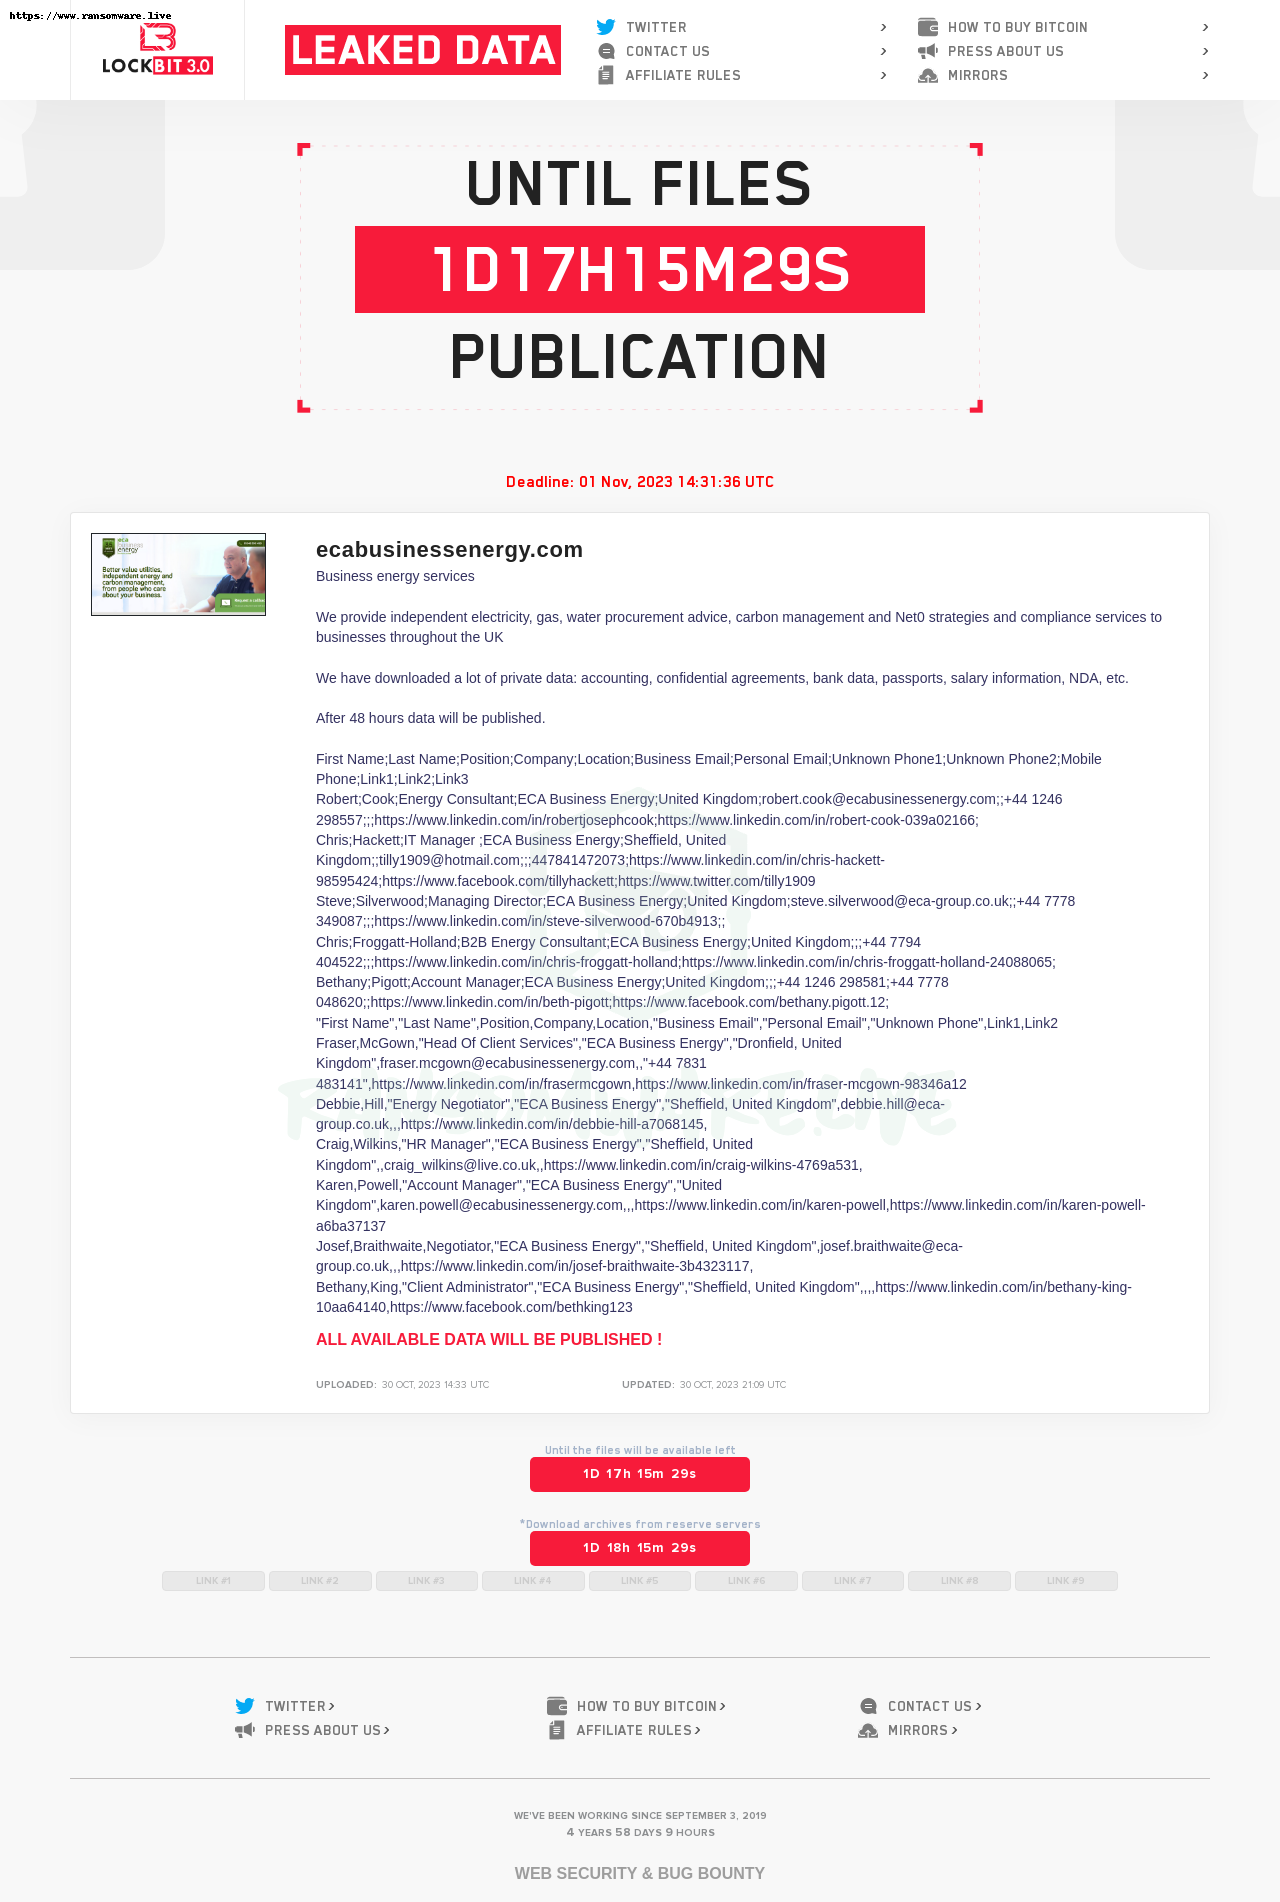 https://www.ransomware.live
LOCKBIT 3.0
LEAKED DATA
TWITTER
CONTACT US
AFFILIATE RULES
HOW TO BUY BITCOIN
PRESS ABOUT US
MIRRORS
UNTIL FILES
1D17H15M29S
PUBLICATION
Deadline: 01 Nov, 2023 14:31:36 UTC
eca
business
energy
Better value utilities,
independent energy and
carbon management,
from people who care
about your business.
Request a callback
ecabusinessenergy.com
Business energy services
We provide independent electricity, gas, water procurement advice, carbon management and Net0 strategies and compliance services to
businesses throughout the UK
We have downloaded a lot of private data: accounting, confidential agreements, bank data, passports, salary information, NDA, etc.
After 48 hours data will be published.
First Name;Last Name;Position;Company;Location;Business Email;Personal Email;Unknown Phone1;Unknown Phone2;Mobile
Phone;Link1;Link2;Link3
Robert;Cook;Energy Consultant;ECA Business Energy;United Kingdom;robert.cook@ecabusinessenergy.com;;+44 1246
298557;;;https://www.linkedin.com/in/robertjosephcook;https://www.linkedin.com/in/robert-cook-039a02166;
Chris;Hackett;IT Manager ;ECA Business Energy;Sheffield, United
Kingdom;;tilly1909@hotmail.com;;;447841472073;https://www.linkedin.com/in/chris-hackett-
98595424;https://www.facebook.com/tillyhackett;https://www.twitter.com/tilly1909
Steve;Silverwood;Managing Director;ECA Business Energy;United Kingdom;steve.silverwood@eca-group.co.uk;;+44 7778
349087;;;https://www.linkedin.com/in/steve-silverwood-670b4913;;
Chris;Froggatt-Holland;B2B Energy Consultant;ECA Business Energy;United Kingdom;;;+44 7794
404522;;;https://www.linkedin.com/in/chris-froggatt-holland;https://www.linkedin.com/in/chris-froggatt-holland-24088065;
Bethany;Pigott;Account Manager;ECA Business Energy;United Kingdom;;;+44 1246 298581;+44 7778
048620;;https://www.linkedin.com/in/beth-pigott;https://www.facebook.com/bethany.pigott.12;
"First Name","Last Name",Position,Company,Location,"Business Email","Personal Email","Unknown Phone",Link1,Link2
Fraser,McGown,"Head Of Client Services","ECA Business Energy","Dronfield, United
Kingdom",fraser.mcgown@ecabusinessenergy.com,,"+44 7831
483141",https://www.linkedin.com/in/frasermcgown,https://www.linkedin.com/in/fraser-mcgown-98346a12
Debbie,Hill,"Energy Negotiator","ECA Business Energy","Sheffield, United Kingdom",debbie.hill@eca-
group.co.uk,,,https://www.linkedin.com/in/debbie-hill-a7068145,
Craig,Wilkins,"HR Manager","ECA Business Energy","Sheffield, United
Kingdom",,craig_wilkins@live.co.uk,,https://www.linkedin.com/in/craig-wilkins-4769a531,
Karen,Powell,"Account Manager","ECA Business Energy","United
Kingdom",karen.powell@ecabusinessenergy.com,,,https://www.linkedin.com/in/karen-powell,https://www.linkedin.com/in/karen-powell-
a6ba37137
Josef,Braithwaite,Negotiator,"ECA Business Energy","Sheffield, United Kingdom",josef.braithwaite@eca-
group.co.uk,,,https://www.linkedin.com/in/josef-braithwaite-3b4323117,
Bethany,King,"Client Administrator","ECA Business Energy","Sheffield, United Kingdom",,,,https://www.linkedin.com/in/bethany-king-
10aa64140,https://www.facebook.com/bethking123
RANSOMWARE.LIVE
ALL AVAILABLE DATA WILL BE PUBLISHED !
UPLOADED: 30 OCT, 2023 14:33 UTC
UPDATED: 30 OCT, 2023 21:09 UTC
Until the files will be available left
1D 17h 15m 29s
*Download archives from reserve servers
1D 18h 15m 29s
LINK #1
LINK #2
LINK #3
LINK #4
LINK #5
LINK #6
LINK #7
LINK #8
LINK #9
TWITTER
PRESS ABOUT US
HOW TO BUY BITCOIN
AFFILIATE RULES
CONTACT US
MIRRORS
WE'VE BEEN WORKING SINCE SEPTEMBER 3, 2019
4 YEARS 58 DAYS 9 HOURS
WEB SECURITY & BUG BOUNTY